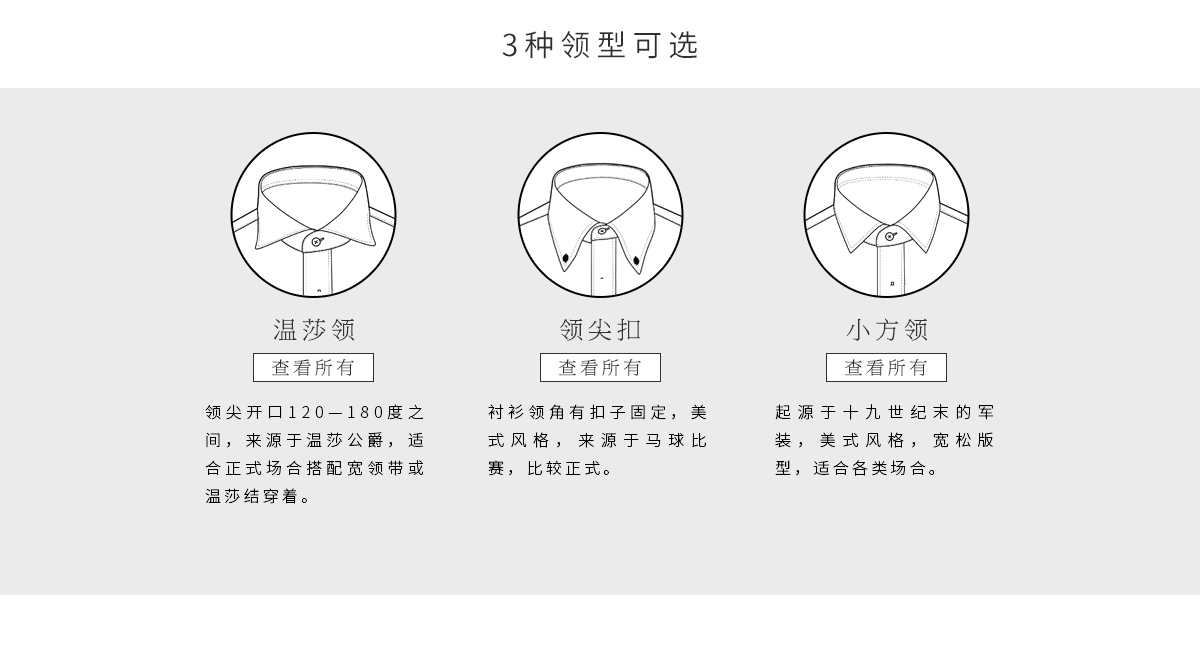 3种领型可选
温莎领
查看所有
领尖开口120—180度之
间，来源于温莎公爵，适
合正式场合搭配宽领带或
温莎结穿着。
领尖扣
查看所有
衬衫领角有扣子固定，美
式风格，来源于马球比
赛，比较正式。
小方领
查看所有
起源于十九世纪末的军
装，美式风格，宽松版
型，适合各类场合。